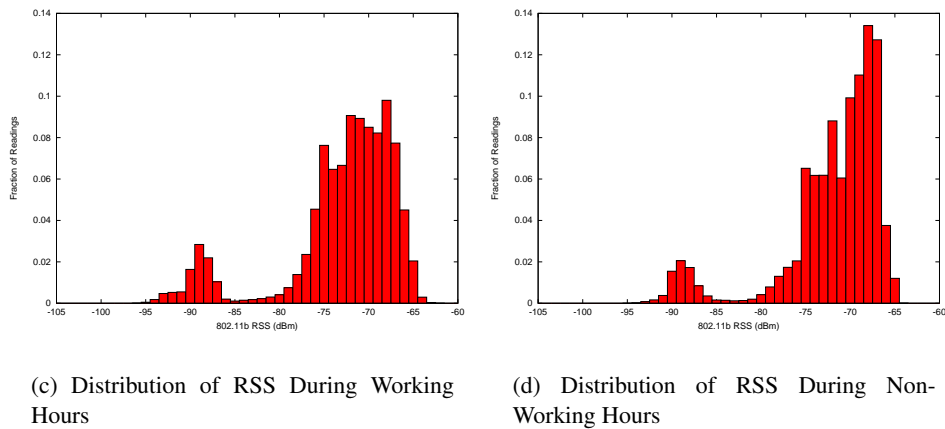 0.14
0.12
0.1
0.08
0.06
0.04
0.02
0
Fraction of Readings
-105 -100 -95 -90 -85 -80 -75 -70 -65 -60
802.11b RSS (dBm)
(c) Distribution of RSS During Working
Hours
0.14
0.12
0.1
0.08
0.06
0.04
0.02
0
Fraction of Readings
-105 -100 -95 -90 -85 -80 -75 -70 -65 -60
802.11b RSS (dBm)
(d) Distribution of RSS During Non-
Working Hours